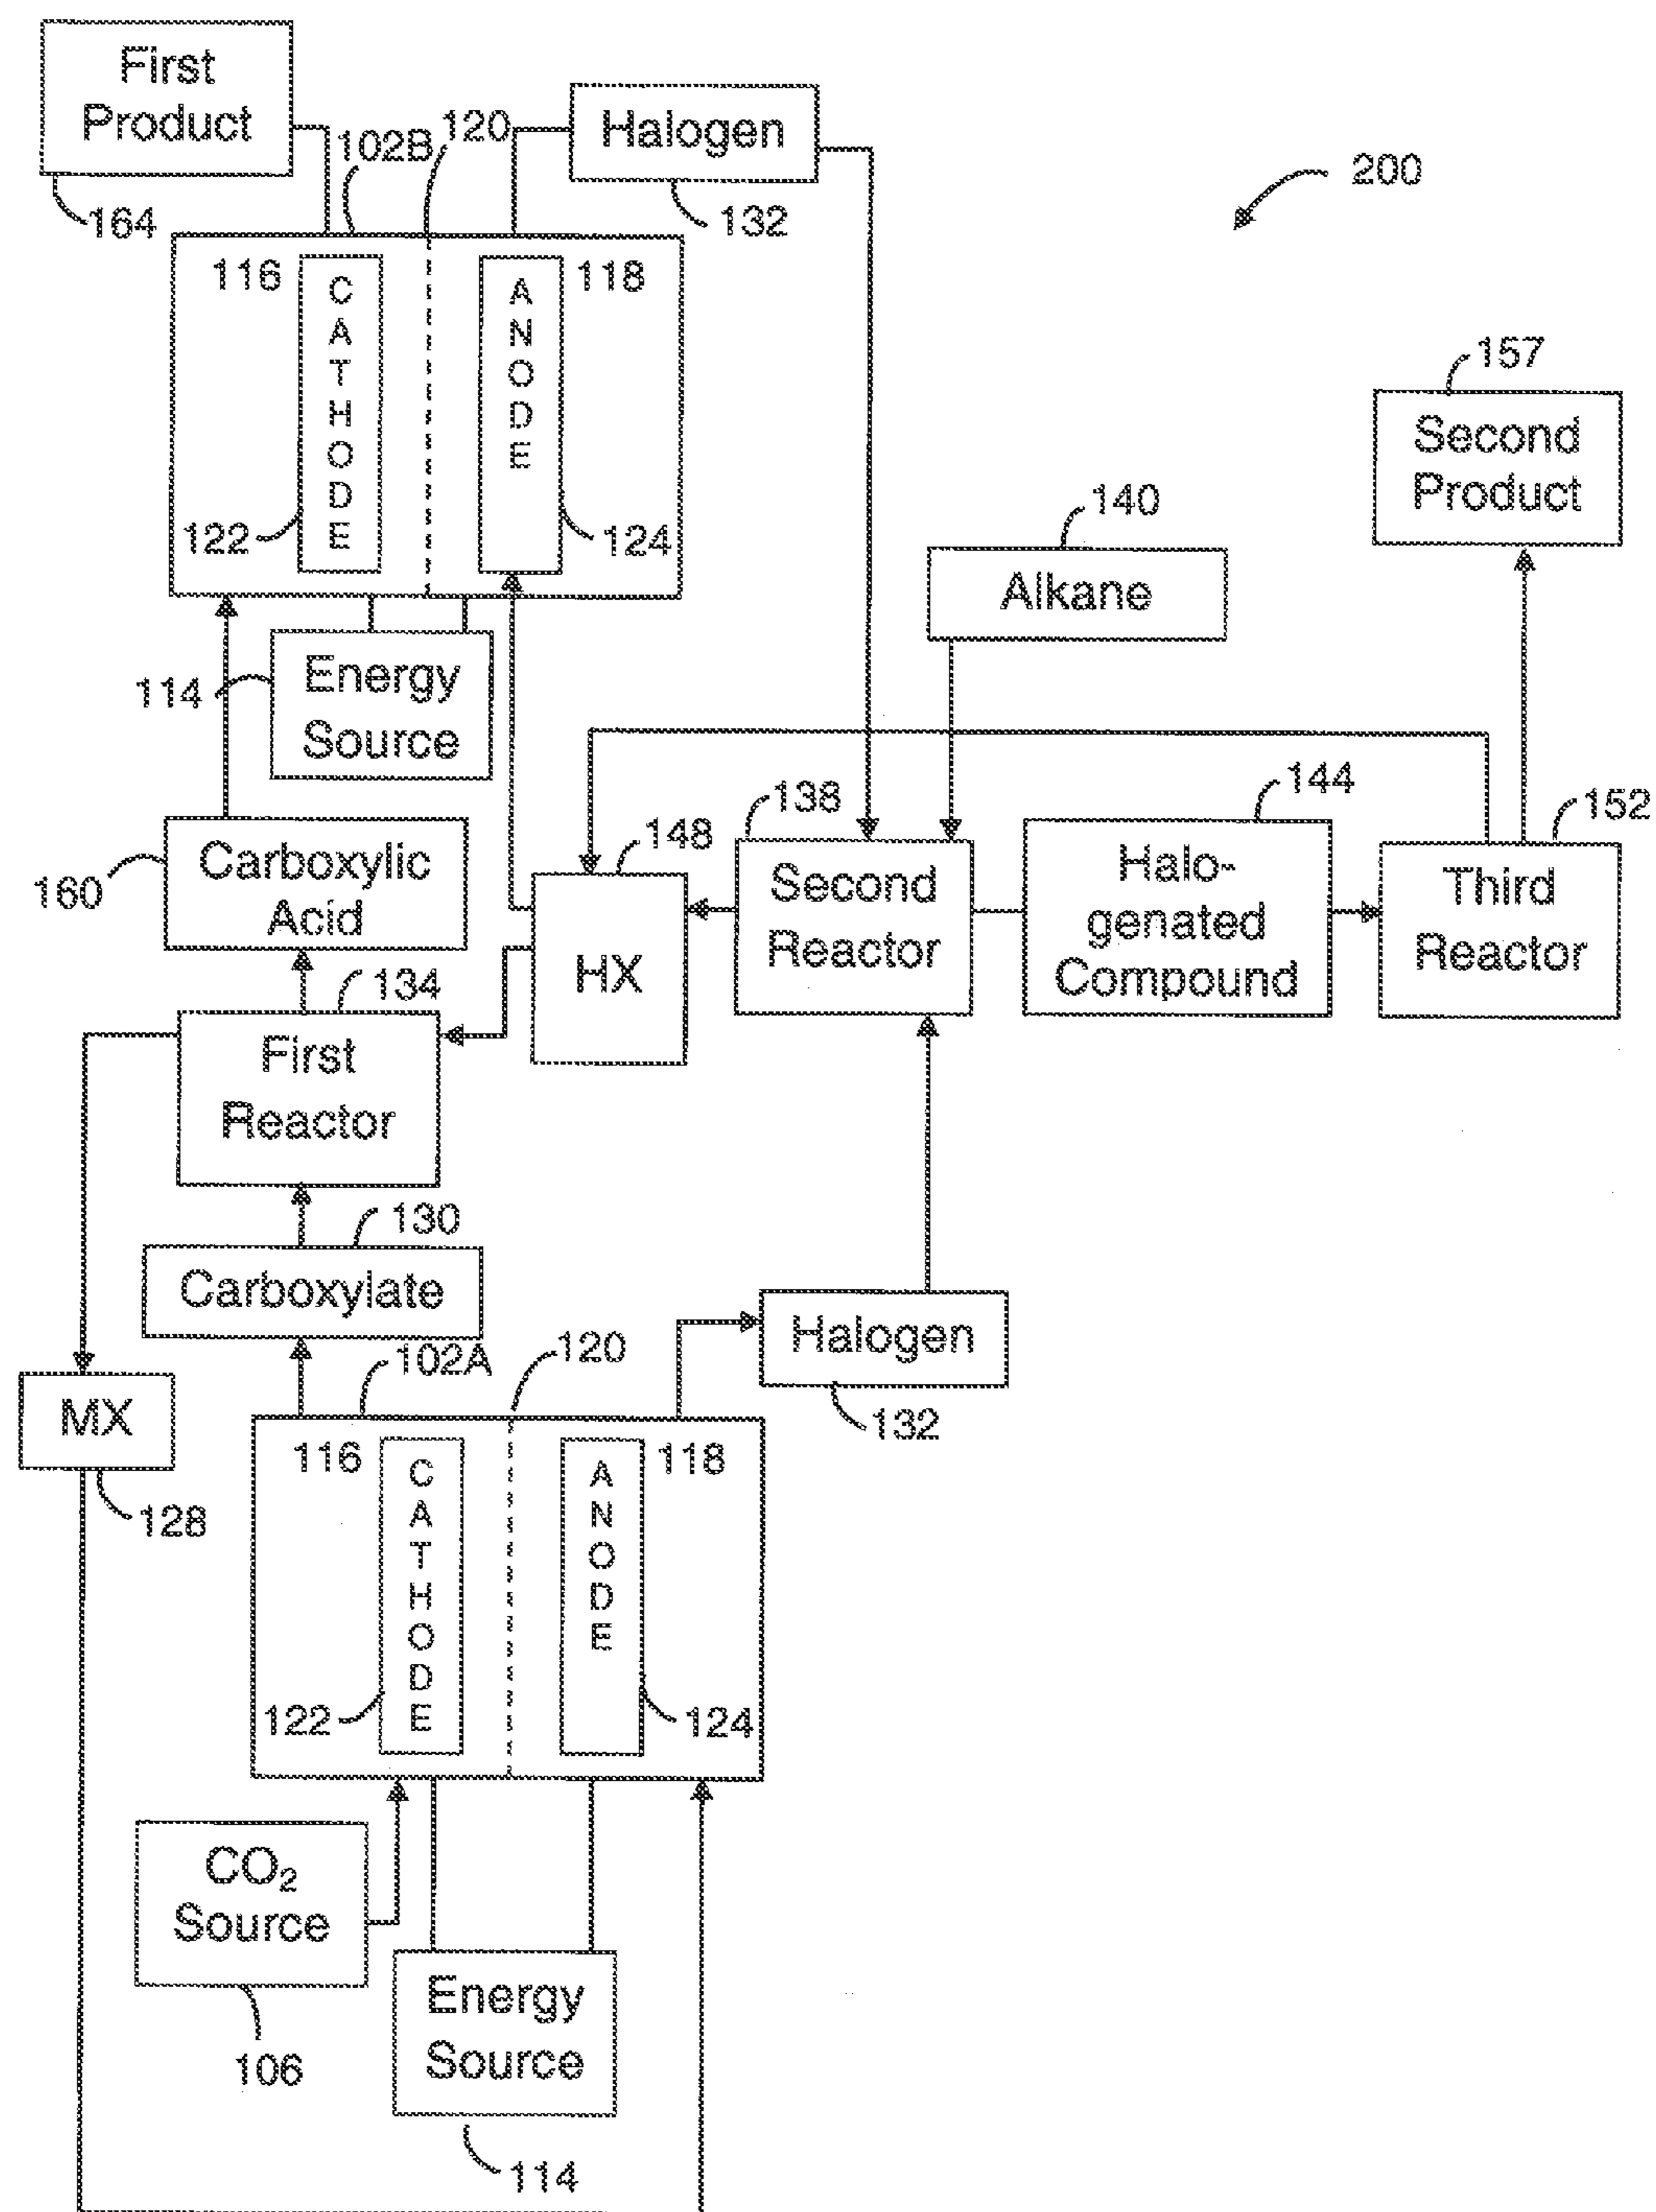 First
Product
164
102B
120
Halogen
132
200
116
CATHODE
ANODE
118
122
124
157
Second
Product
140
Alkane
114
Energy
Source
160
Carboxylic
Acid
148
HX
138
Second
Reactor
144
Halo-
genated
Compound
152
Third
Reactor
134
First
Reactor
130
Carboxylate
MX
128
102A
120
Halogen
132
116
CATHODE
ANODE
118
122
124
CO₂
Source
106
Energy
Source
114